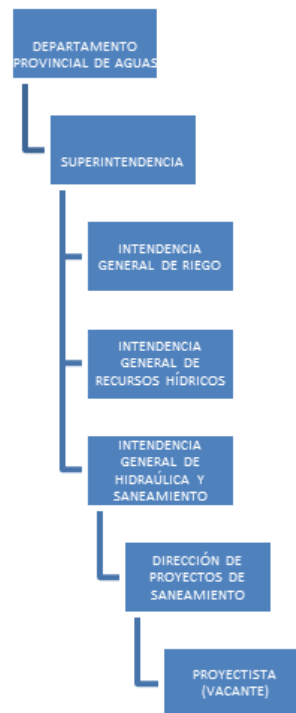 DEPARTAMENTO
PROVINCIAL DE AGUAS
SUPERINTENDENCIA
INTENDENCIA
GENERAL DE RIEGO
INTENDENCIA
GENERAL DE
RECURSOS HÍDRICOS
INTENDENCIA
GENERAL DE
HIDRAÚLICA Y
SANEAMIENTO
DIRECCIÓN DE
PROYECTOS DE
SANEAMIENTO
PROYECTISTA
(VACANTE)